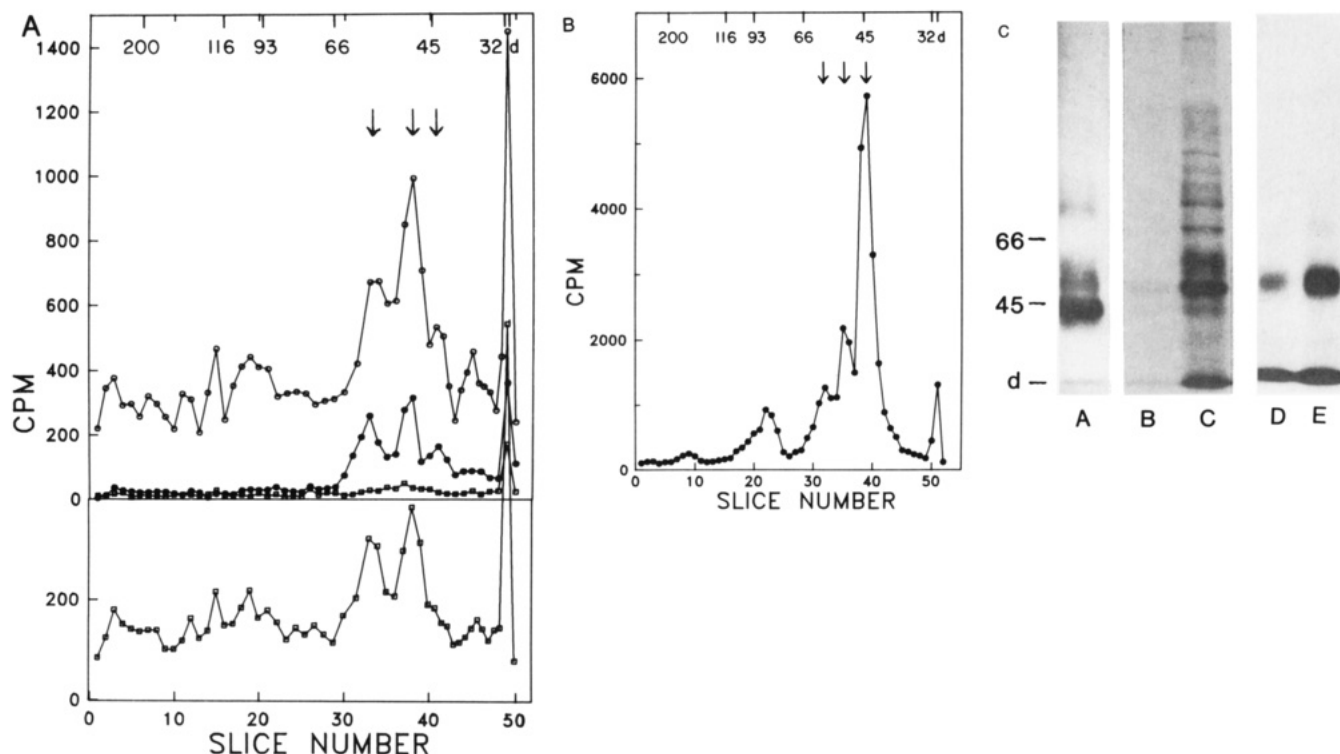 A
200 116 93 66 45 32 d
1400
1200
1000
800
600
400
200
0
CPM
200
0
0 10 20 30 40 50
SLICE NUMBER
B
200 116 93 66 45 32 d
6000
4000
2000
0
CPM
0 10 20 30 40 50
SLICE NUMBER
C
66
45
d
A B C D E